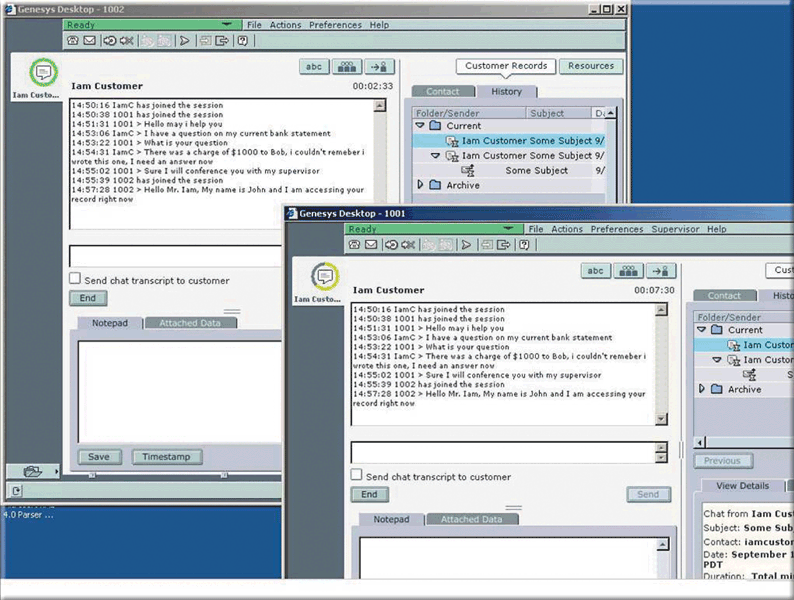 Genesys Desktop - 1002
Ready File Actions Preferences Help
abc
Customer Records Resources
Iam Custo...
Iam Customer 00:02:33
14:50:16 IamC has joined the session
14:50:38 1001 has joined the session
14:51:31 1001 > Hello may i help you
14:53:06 IamC > I have a question on my current bank statement
14:53:22 1001 > What is your question
14:54:31 IamC > There was a charge of $1000 to Bob, i couldn't remeber i
wrote this one, I need an answer now
14:55:02 1001 > Sure I will conference you with my supervisor
14:55:39 1002 has joined the session
14:57:28 1002 > Hello Mr. Iam, My name is John and I am accessing your
record right now
Send chat transcript to customer
End
Notepad Attached Data
Save Timestamp
Contact History
Folder/Sender Subject
Current
Iam Customer Some Subject 9/
Iam Customer Some Subject 9/
Some Subject 9/
Archive
4.0 Parser ...
Genesys Desktop - 1001
Ready File Actions Preferences Supervisor Help
abc
Iam Custo...
Iam Customer 00:07:30
14:50:16 IamC has joined the session
14:50:38 1001 has joined the session
14:51:31 1001 > Hello may i help you
14:53:06 IamC > I have a question on my current bank statement
14:53:22 1001 > What is your question
14:54:31 IamC > There was a charge of $1000 to Bob, i couldn't remeber i
wrote this one, I need an answer now
14:55:02 1001 > Sure I will conference you with my supervisor
14:55:39 1002 has joined the session
14:57:28 1002 > Hello Mr. Iam, My name is John and I am accessing your
record right now
Send chat transcript to customer
End Send
Notepad Attached Data
Cust
Contact Histo
Folder/Sender
Current
Iam Custor
Iam Custor
S
Archive
Previous
View Details
Chat from Iam Cust
Subject: Some Sub
Contact: iamcustor
Date: September 1
PDT
Duration: Total mi